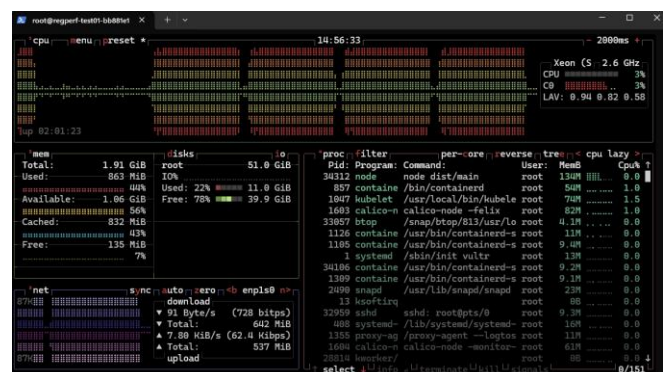 root@regperf-test01-bb881e1
cpu menu preset * 14:56:33 - 2000ms +
Xeon (S 2.6 GHz
CPU 3%
C0 3%
LAV: 0.94 0.82 0.58
up 02:01:23
mem disks io
Total: 1.91 GiB root 51.0 GiB
Used: 863 MiB IO%
44% Used: 22% 11.0 GiB
Available: 1.06 GiB Free: 78% 39.9 GiB
56%
Cached: 832 MiB
43%
Free: 135 MiB
7%
net sync auto zero <b enp1s0 n>
87K download
▼ 91 Byte/s (728 bitps)
▼ Total: 642 MiB
▲ 7.80 KiB/s (62.4 Kibps)
▲ Total: 537 MiB
87K upload
proc filter per-core reverse tree < cpu lazy >
Pid: Program: Command: User: MemB Cpu% ↑
34312 node node dist/main root 134M 0.0
857 containe /bin/containerd root 54M 1.0
1047 kubelet /usr/local/bin/kubele root 74M 1.5
1603 calico-n calico-node -felix root 82M 1.0
33057 btop /snap/btop/813/usr/lo root 4.1M 0.0
1126 containe /usr/bin/containerd-s root 11M 0.0
1105 containe /usr/bin/containerd-s root 9.4M 0.0
1 systemd /sbin/init vultr root 13M 0.0
34106 containe /usr/bin/containerd-s root 9.2M 0.0
1309 containe /usr/bin/containerd-s root 9.1M 0.0
2490 snapd /usr/lib/snapd/snapd root 23M 0.0
13 ksoftirq root 0B 0.0
32959 sshd sshd: root@pts/0 root 9.3M 0.0
408 systemd- /lib/systemd/systemd- root 16M 0.0
1355 proxy-ag /proxy-agent --logtos root 11M 0.0
1604 calico-n calico-node -monitor- root 61M 0.0
28814 kworker/ root 0B 0.0 ↓
↑ select ↓ info terminate kill signals 0/151